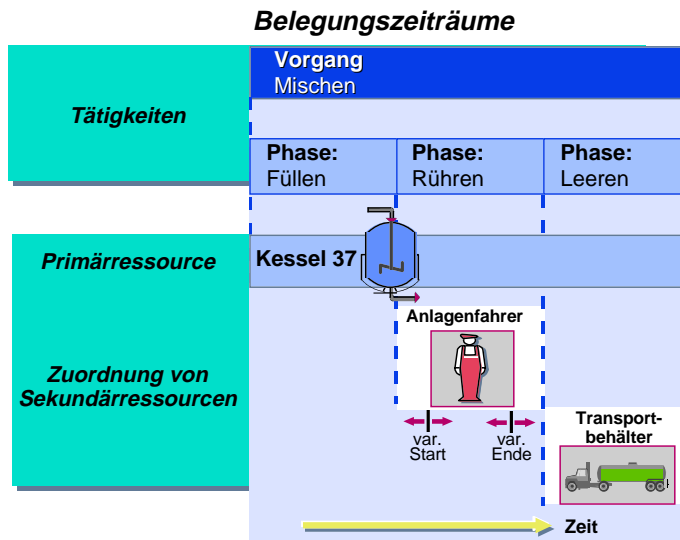 Belegungszeiträume
Vorgang
Mischen
Tätigkeiten
Phase:
Füllen
Phase:
Rühren
Phase:
Leeren
Primärressource
Kessel 37
Anlagenfahrer
Zuordnung von
Sekundärressourcen
var.
Start
var.
Ende
Transport-
behälter
Zeit